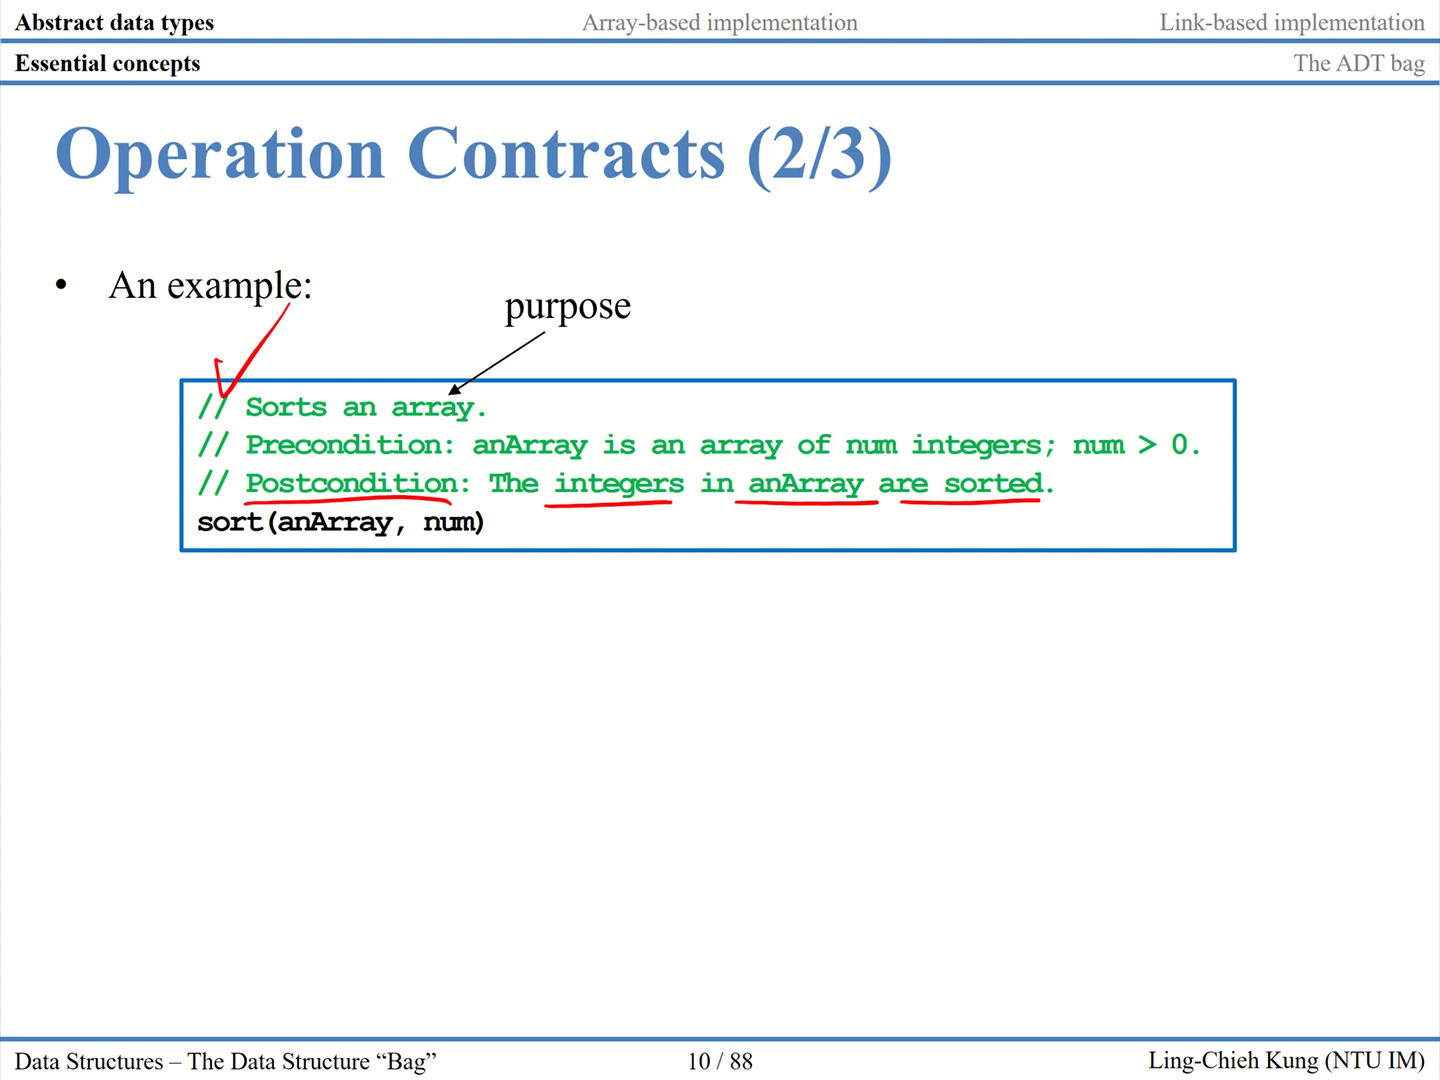 Abstract data types Array-based implementation Link-based implementation
Essential concepts The ADT bag
Operation Contracts (2/3)
• An example:
purpose
// Sorts an array.
// Precondition: anArray is an array of num integers; num > 0.
// Postcondition: The integers in anArray are sorted.
sort(anArray, num)
Data Structures – The Data Structure “Bag” 10 / 88 Ling-Chieh Kung (NTU IM)